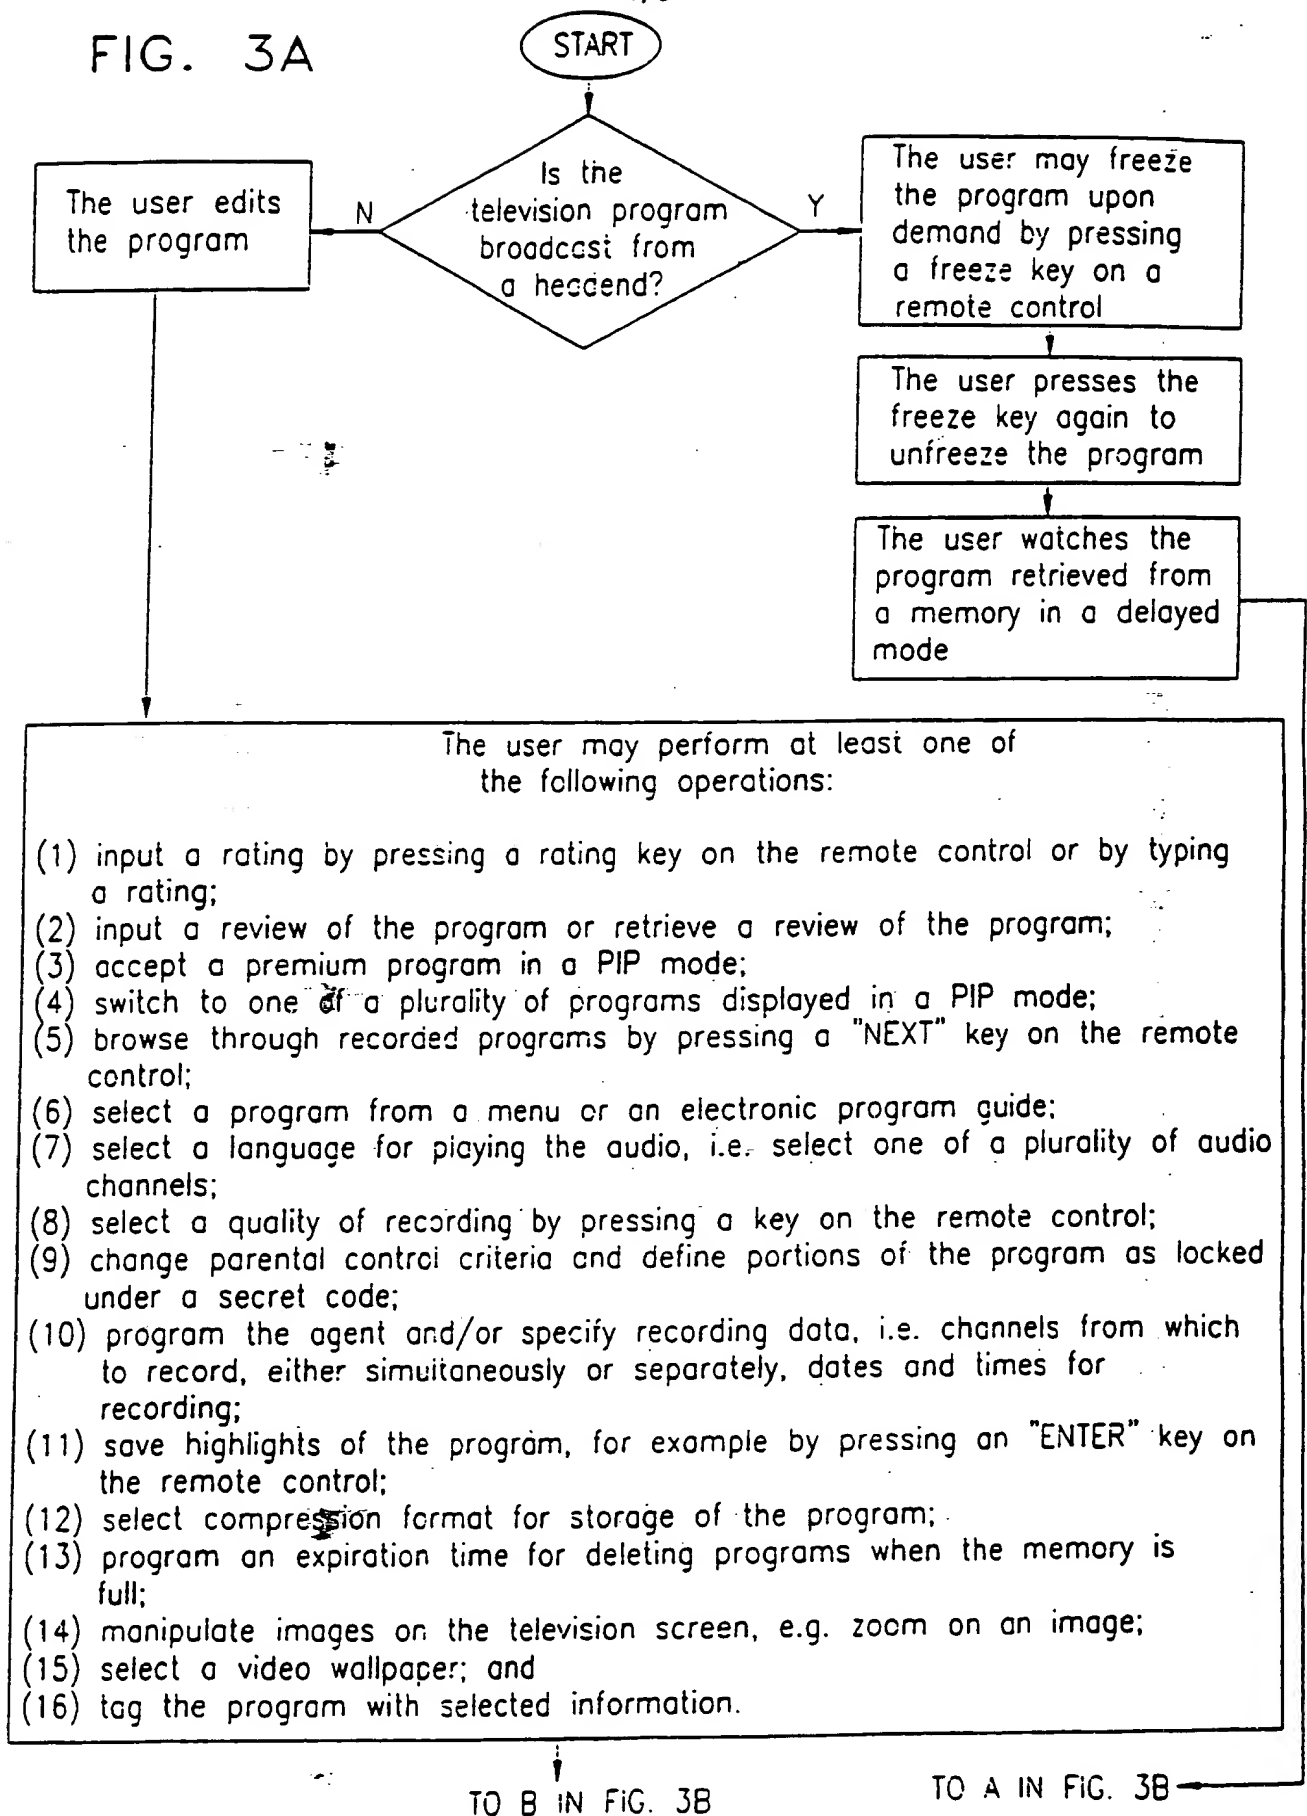 FIG. 3A
START
Is the
television program
broadcast from
a headend?
N
Y
The user edits
the program
The user may freeze
the program upon
demand by pressing
a freeze key on a
remote control
The user presses the
freeze key again to
unfreeze the program
The user watches the
program retrieved from
a memory in a delayed
mode
The user may perform at least one of
the following operations:
(1) input a rating by pressing a rating key on the remote control or by typing
a rating;
(2) input a review of the program or retrieve a review of the program;
(3) accept a premium program in a PIP mode;
(4) switch to one of a plurality of programs displayed in a PIP mode;
(5) browse through recorded programs by pressing a "NEXT" key on the remote
control;
(6) select a program from a menu or an electronic program guide;
(7) select a language for playing the audio, i.e. select one of a plurality of audio
channels;
(8) select a quality of recording by pressing a key on the remote control;
(9) change parental control criteria and define portions of the program as locked
under a secret code;
(10) program the agent and/or specify recording data, i.e. channels from which
to record, either simultaneously or separately, dates and times for
recording;
(11) save highlights of the program, for example by pressing an "ENTER" key on
the remote control;
(12) select compression format for storage of the program;
(13) program an expiration time for deleting programs when the memory is
full;
(14) manipulate images on the television screen, e.g. zoom on an image;
(15) select a video wallpaper; and
(16) tag the program with selected information.
TO B IN FIG. 3B
TO A IN FIG. 3B